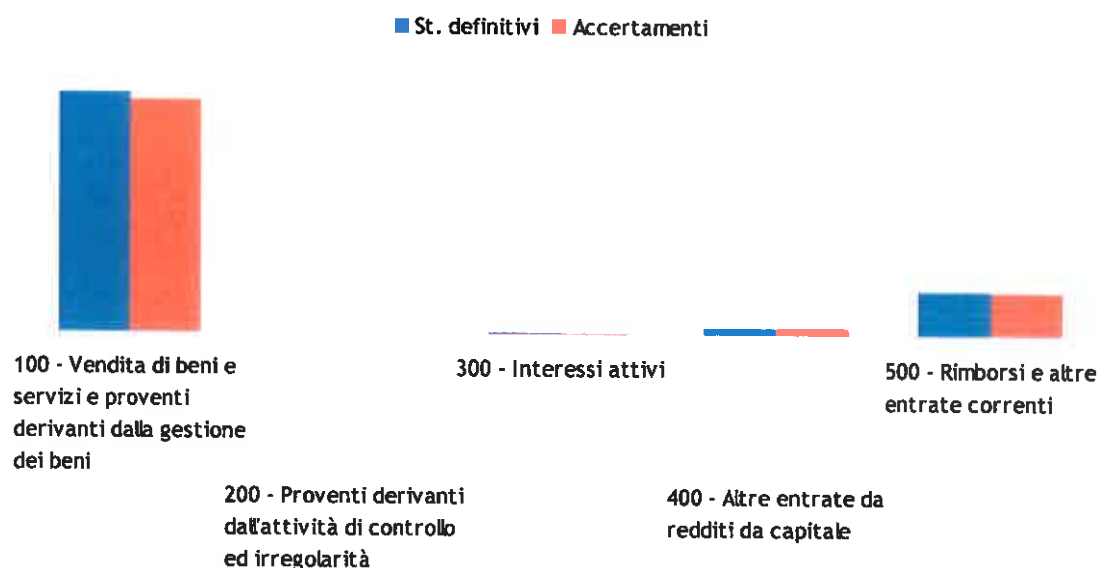 St. definitivi Accertamenti
100 - Vendita di beni e
servizi e proventi
derivanti dalla gestione
dei beni
200 - Proventi derivanti
dall'attività di controllo
ed irregolarità
300 - Interessi attivi
400 - Altre entrate da
redditi da capitale
500 - Rimborsi e altre
entrate correnti